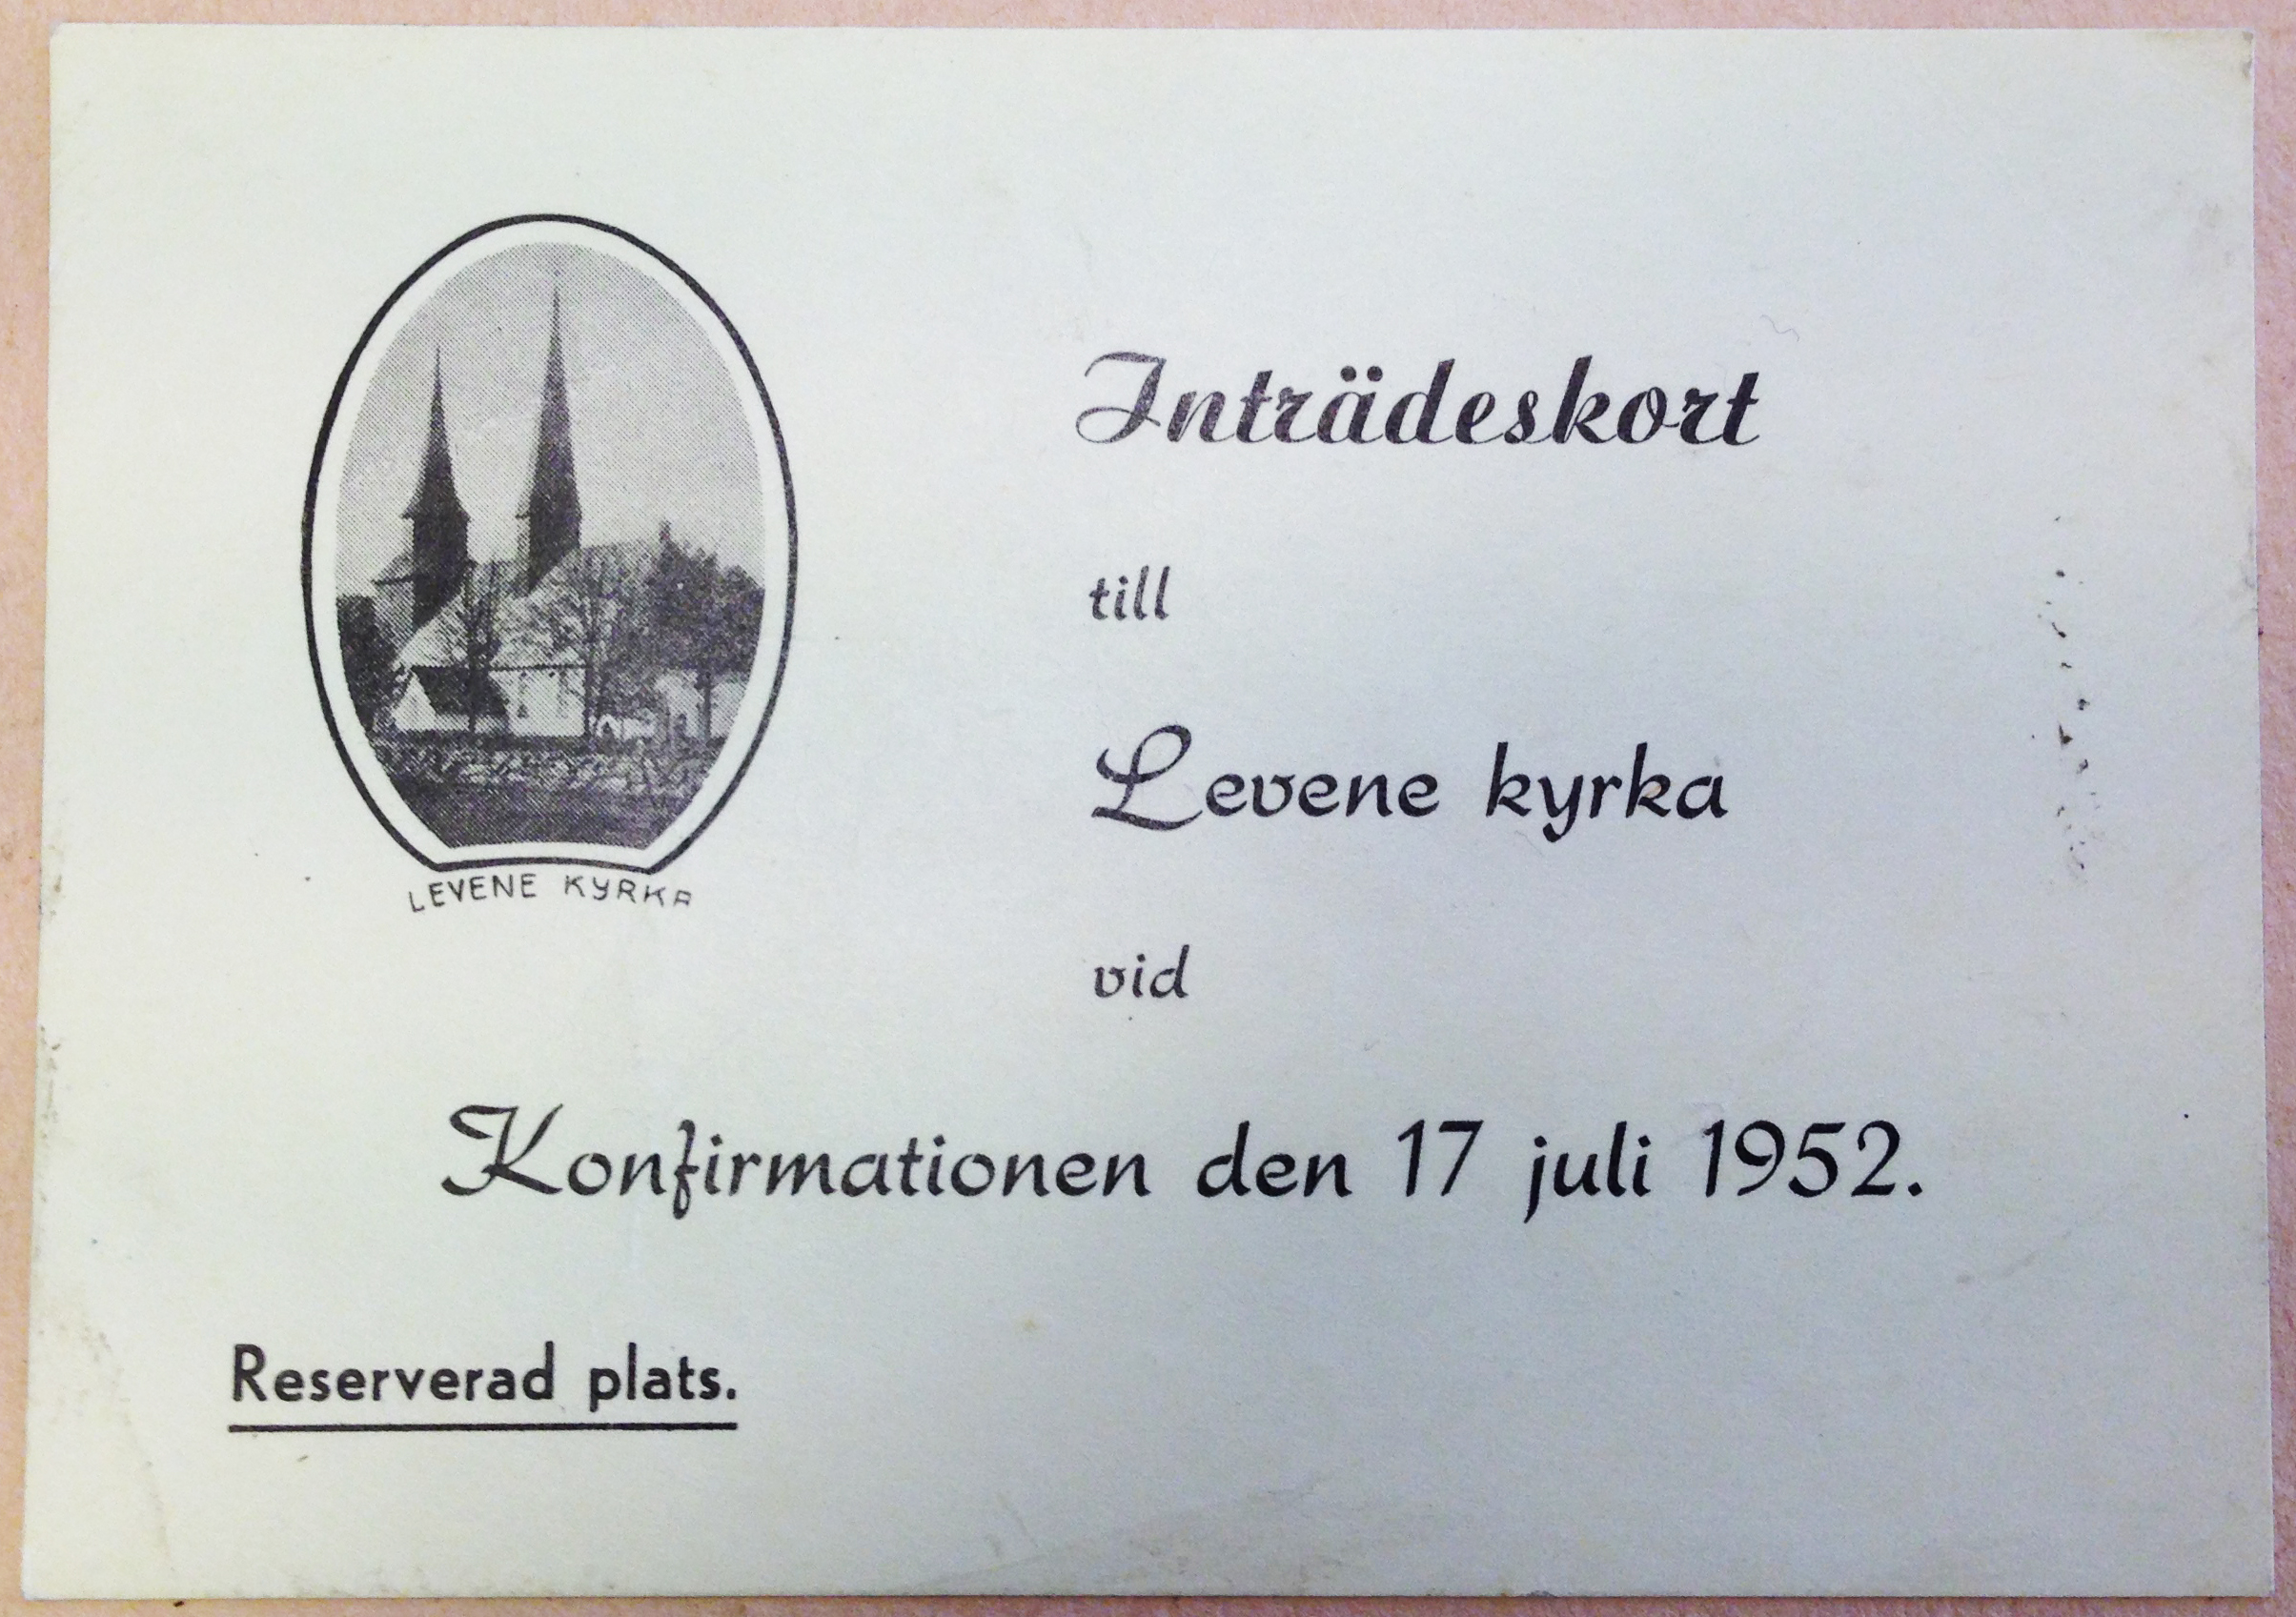 LEVENE KYRKA
Inträdeskort
till
Levene kyrka
vid
Konfirmationen den 17 juli 1952.
Reserverad plats.